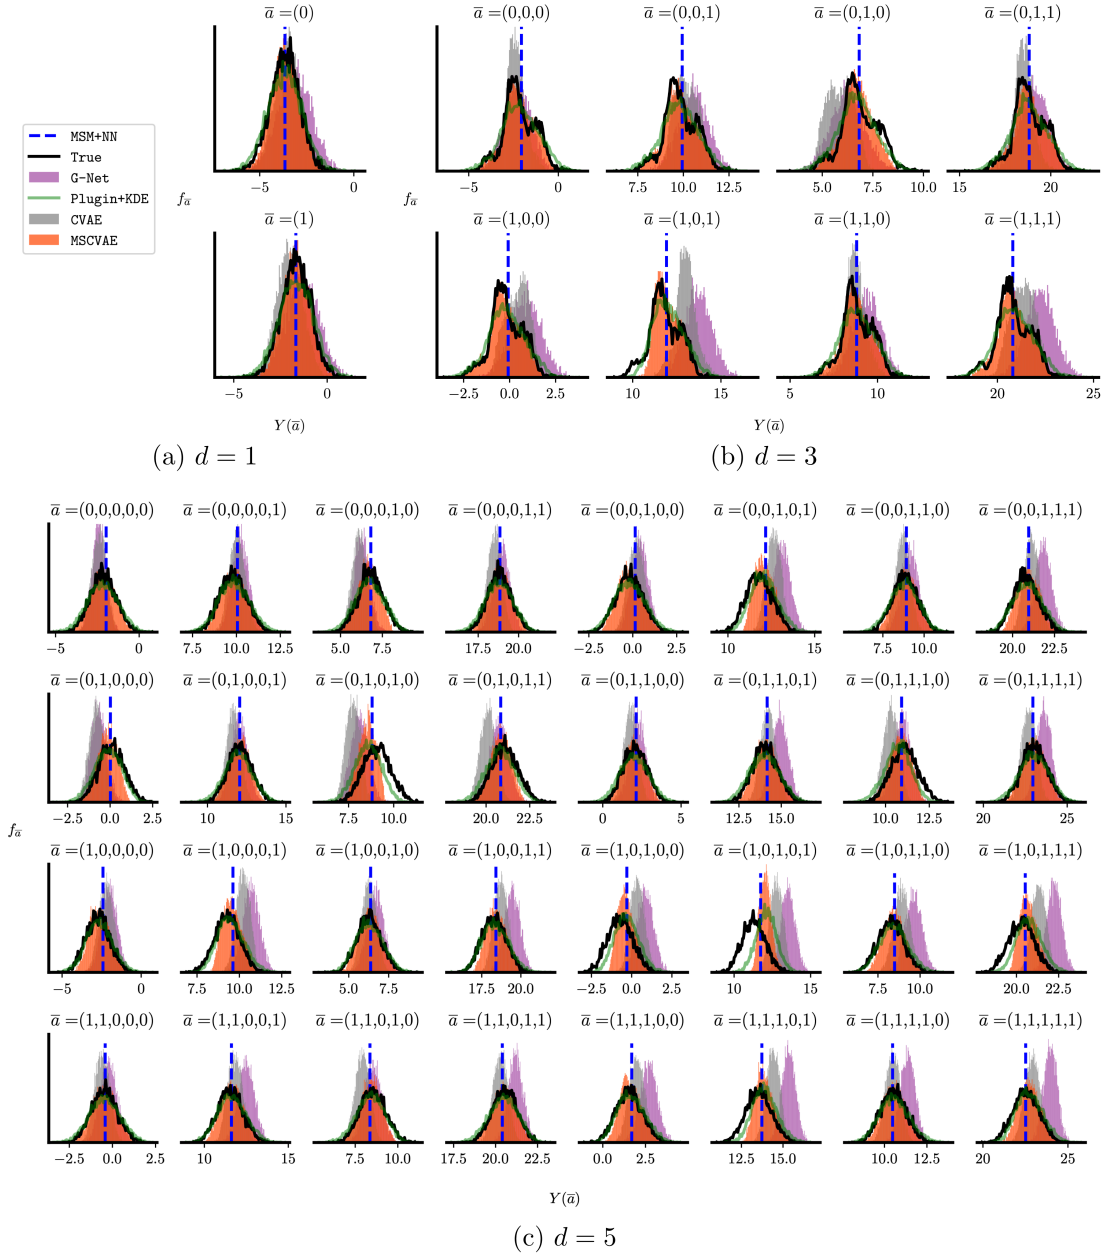 a̅ =(0)
a̅ =(0,0,0) a̅ =(0,0,1) a̅ =(0,1,0) a̅ =(0,1,1)
MSM+NN
True
G-Net
Plugin+KDE
CVAE
MSCVAE
f_a̅
f_a̅
−5 0
−5 0
7.5 10.0 12.5
5.0 7.5 10.0
15 20
a̅ =(1)
a̅ =(1,0,0) a̅ =(1,0,1) a̅ =(1,1,0) a̅ =(1,1,1)
−5 0
−2.5 0.0 2.5
10 15
5 10
20 25
Y(a̅)
Y(a̅)
(a) d = 1
(b) d = 3
a̅ =(0,0,0,0,0) a̅ =(0,0,0,0,1) a̅ =(0,0,0,1,0) a̅ =(0,0,0,1,1) a̅ =(0,0,1,0,0) a̅ =(0,0,1,0,1) a̅ =(0,0,1,1,0) a̅ =(0,0,1,1,1)
−5 0
7.5 10.0 12.5
5.0 7.5
17.5 20.0
−2.5 0.0 2.5
10 15
7.5 10.0
20.0 22.5
a̅ =(0,1,0,0,0) a̅ =(0,1,0,0,1) a̅ =(0,1,0,1,0) a̅ =(0,1,0,1,1) a̅ =(0,1,1,0,0) a̅ =(0,1,1,0,1) a̅ =(0,1,1,1,0) a̅ =(0,1,1,1,1)
−2.5 0.0 2.5
10 15
7.5 10.0
20.0 22.5
0 5
12.5 15.0
10.0 12.5
20 25
f_a̅
a̅ =(1,0,0,0,0) a̅ =(1,0,0,0,1) a̅ =(1,0,0,1,0) a̅ =(1,0,0,1,1) a̅ =(1,0,1,0,0) a̅ =(1,0,1,0,1) a̅ =(1,0,1,1,0) a̅ =(1,0,1,1,1)
−5 0
7.5 10.0 12.5
5.0 7.5
17.5 20.0
−2.5 0.0 2.5
10 15
7.5 10.0
20.0 22.5
a̅ =(1,1,0,0,0) a̅ =(1,1,0,0,1) a̅ =(1,1,0,1,0) a̅ =(1,1,0,1,1) a̅ =(1,1,1,0,0) a̅ =(1,1,1,0,1) a̅ =(1,1,1,1,0) a̅ =(1,1,1,1,1)
−2.5 0.0 2.5
10 15
7.5 10.0
17.5 20.0 22.5
0.0 2.5
12.5 15.0
10.0 12.5
20 25
Y(a̅)
(c) d = 5